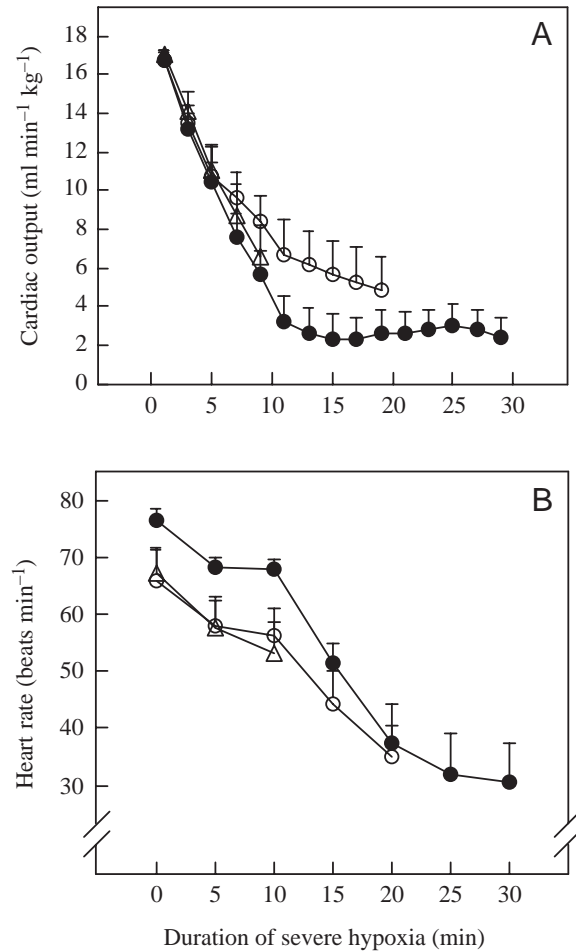 A
18
16
14
12
10
8
6
4
2
0
Cardiac output (ml min⁻¹ kg⁻¹)
0 5 10 15 20 25 30
B
80
70
60
50
40
30
Heart rate (beats min⁻¹)
0 5 10 15 20 25 30
Duration of severe hypoxia (min)